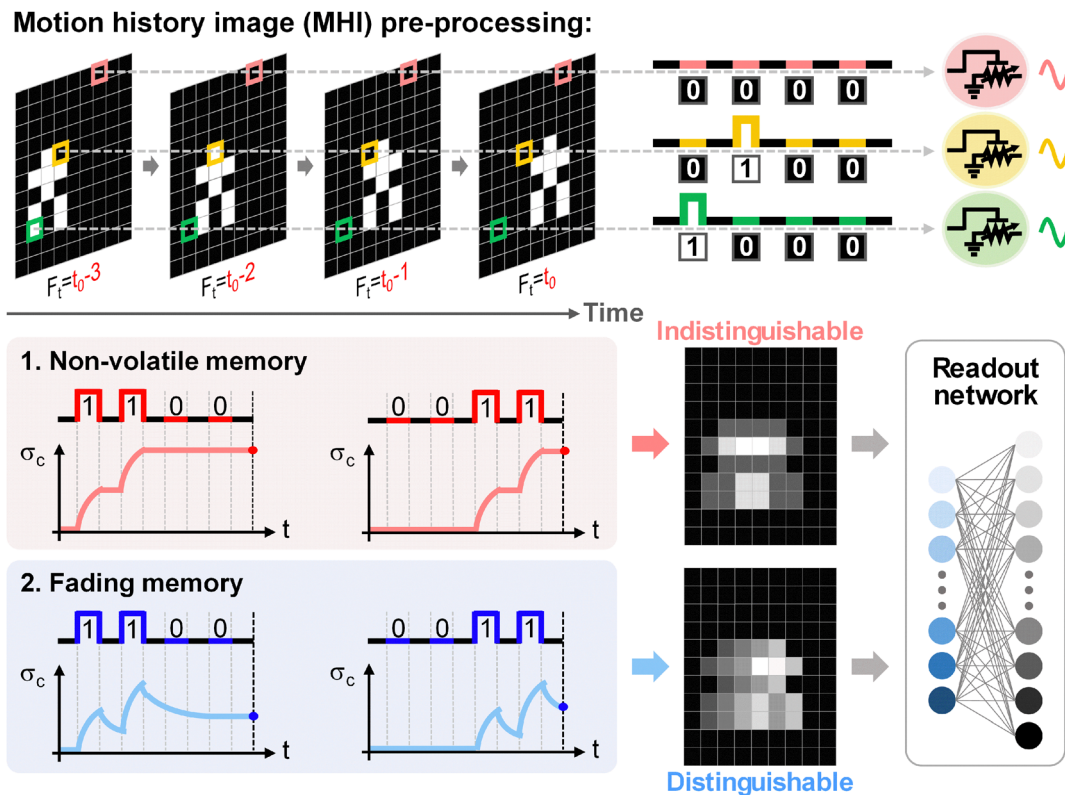 Motion history image (MHI) pre-processing:
0 0 0 0
0 1 0 0
1 0 0 0
Fₜ=t₀-3
Fₜ=t₀-2
Fₜ=t₀-1
Fₜ=t₀
Time
Indistinguishable
1. Non-volatile memory
1 1 0 0
0 0 1 1
σc
t
σc
t
Readout
network
2. Fading memory
1 1 0 0
0 0 1 1
σc
t
σc
t
Distinguishable